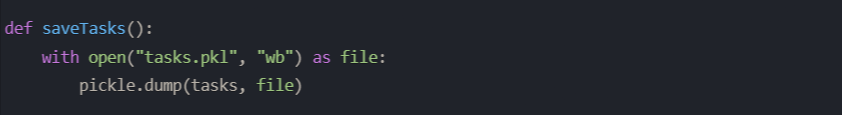 def saveTasks():
    with open("tasks.pkl", "wb") as file:
        pickle.dump(tasks, file)